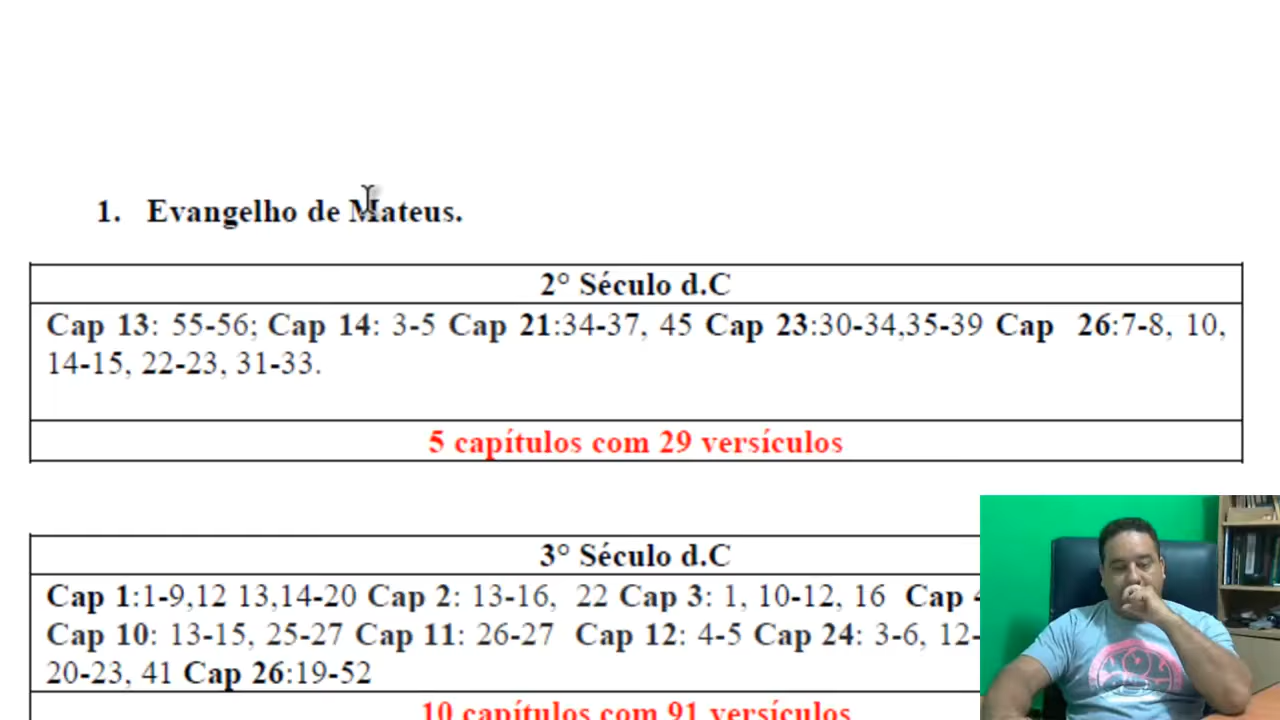 1. Evangelho de Mateus.
2° Século d.C
Cap 13: 55-56; Cap 14: 3-5 Cap 21:34-37, 45 Cap 23:30-34,35-39 Cap 26:7-8, 10,
14-15, 22-23, 31-33.
5 capítulos com 29 versículos
3° Século d.C
Cap 1:1-9,12 13,14-20 Cap 2: 13-16, 22 Cap 3: 1, 10-12, 16 Cap
Cap 10: 13-15, 25-27 Cap 11: 26-27 Cap 12: 4-5 Cap 24: 3-6, 12-
20-23, 41 Cap 26:19-52
10 capítulos com 91 versículos